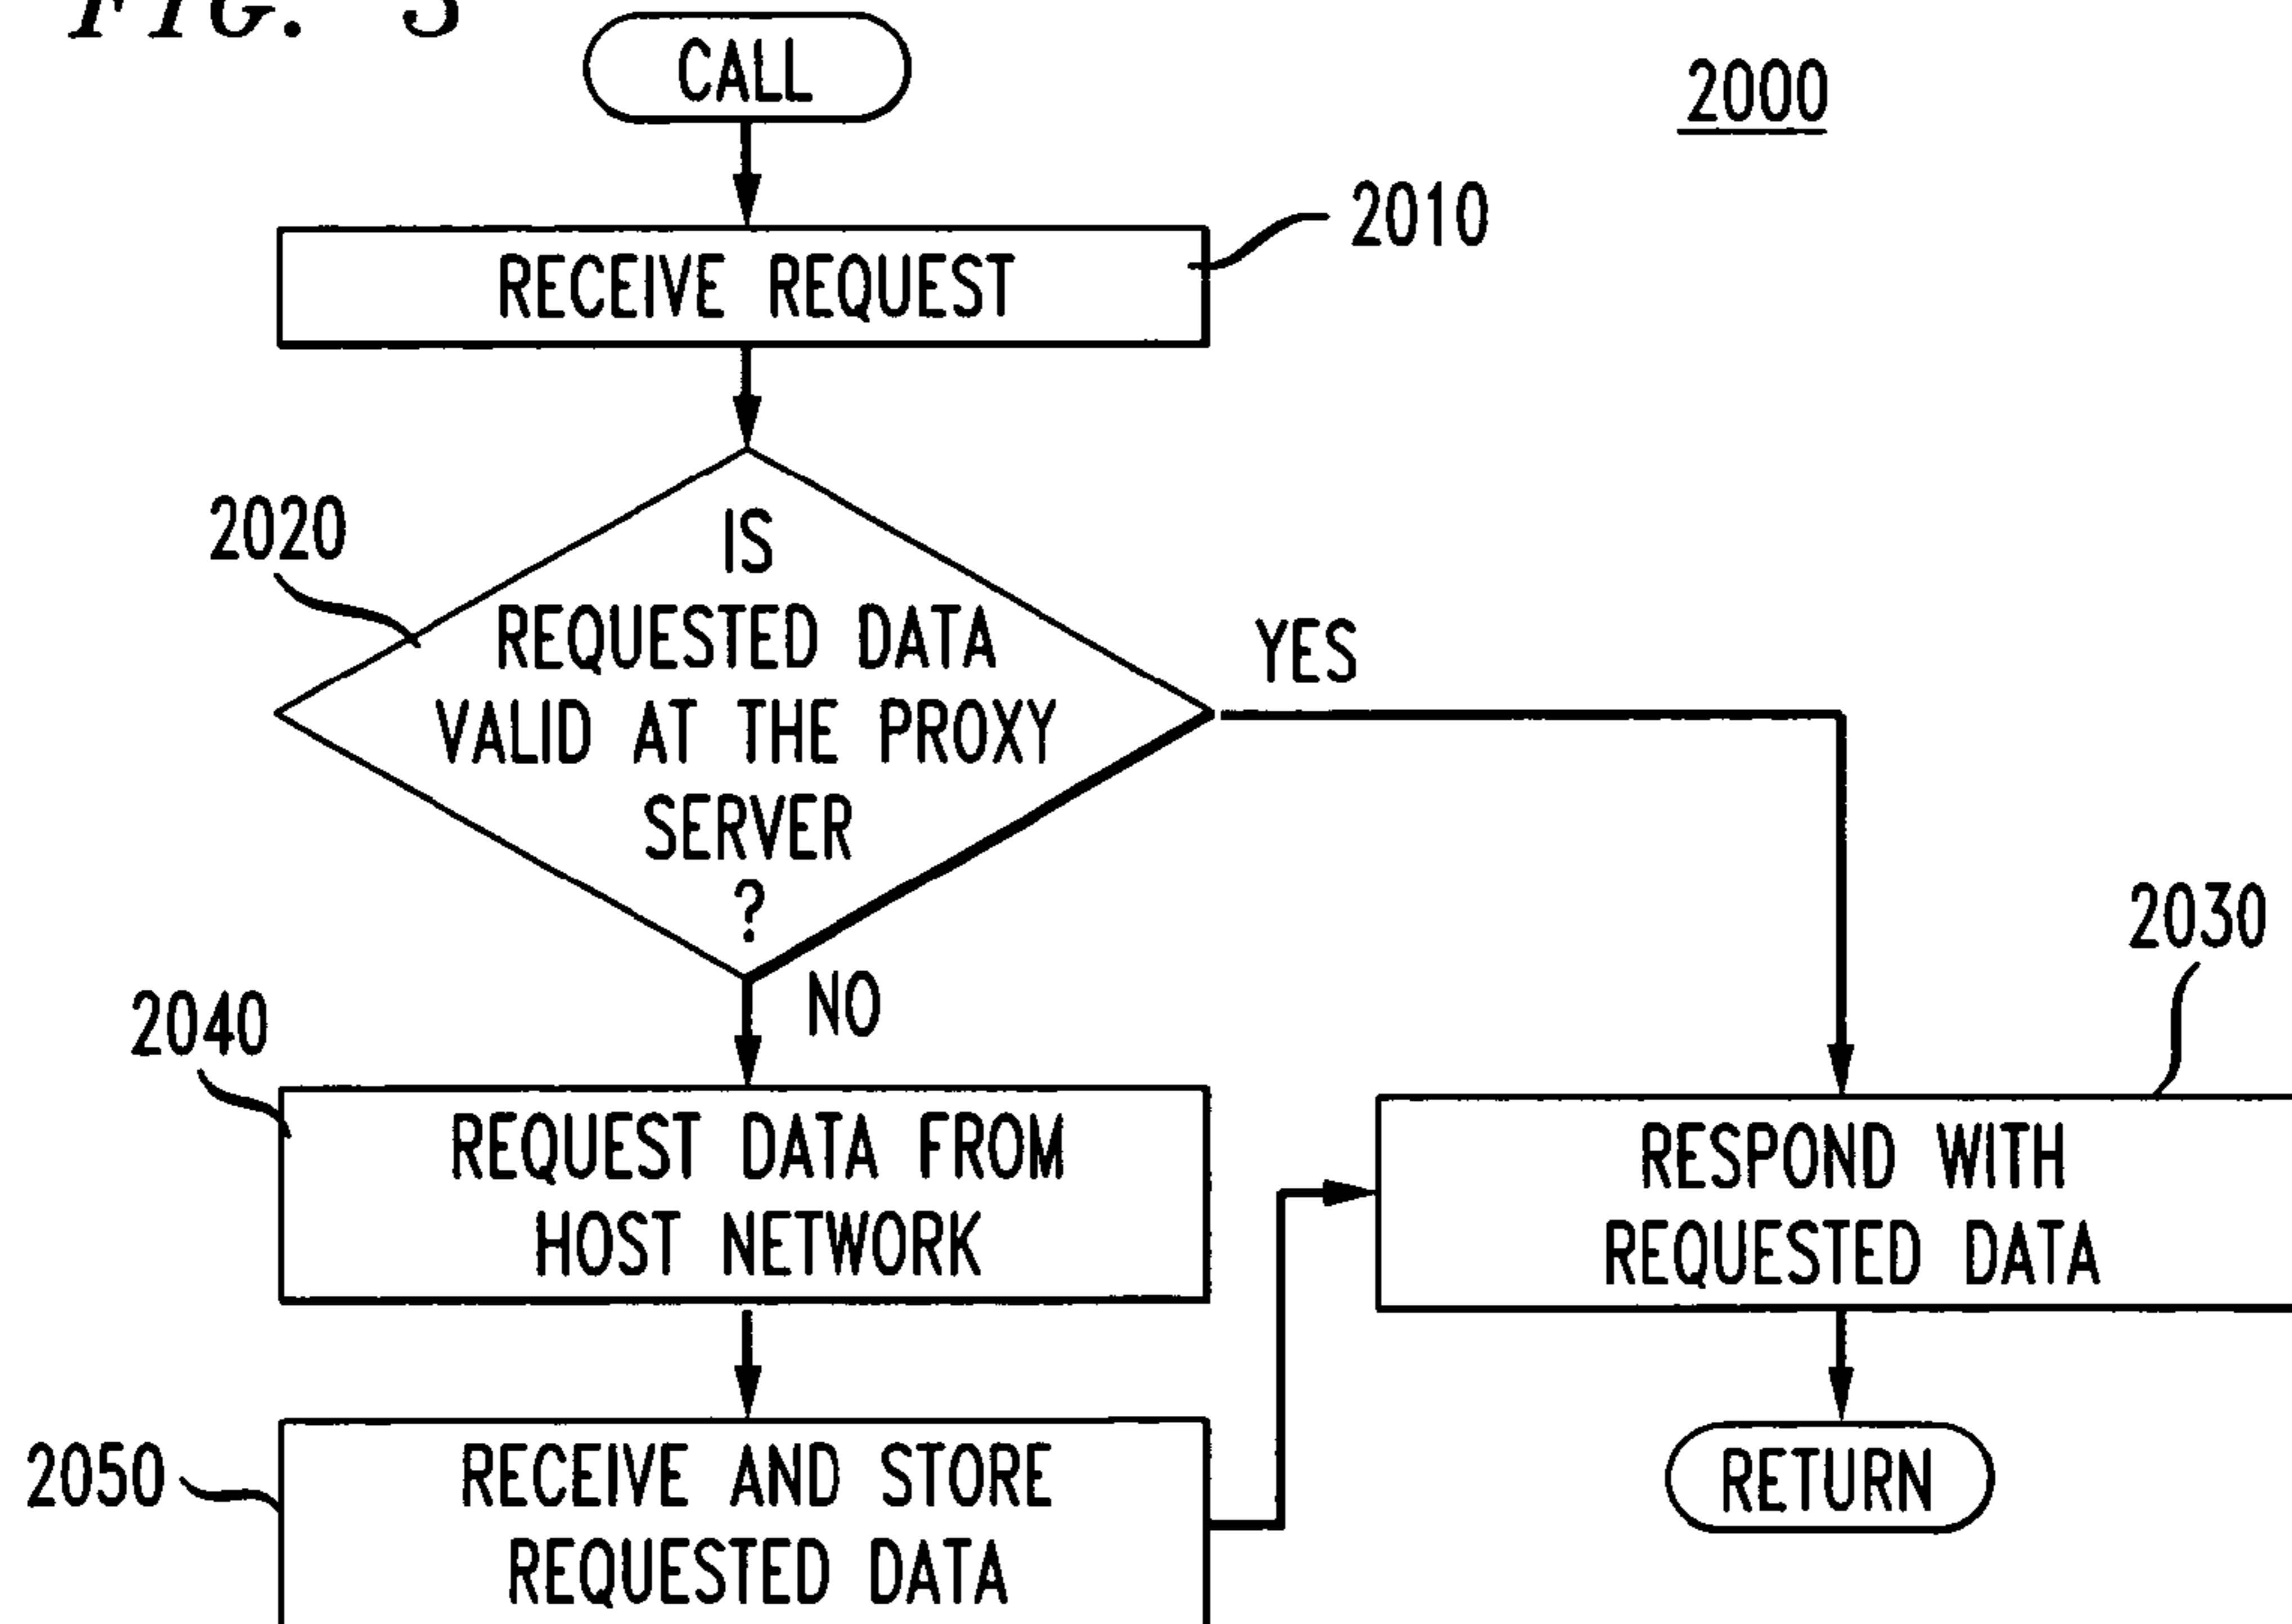 FIG. 3
CALL
2000
2010
RECEIVE REQUEST
2020
IS
REQUESTED DATA
VALID AT THE PROXY
SERVER
?
YES
NO
2030
2040
REQUEST DATA FROM
HOST NETWORK
RESPOND WITH
REQUESTED DATA
2050
RECEIVE AND STORE
REQUESTED DATA
RETURN